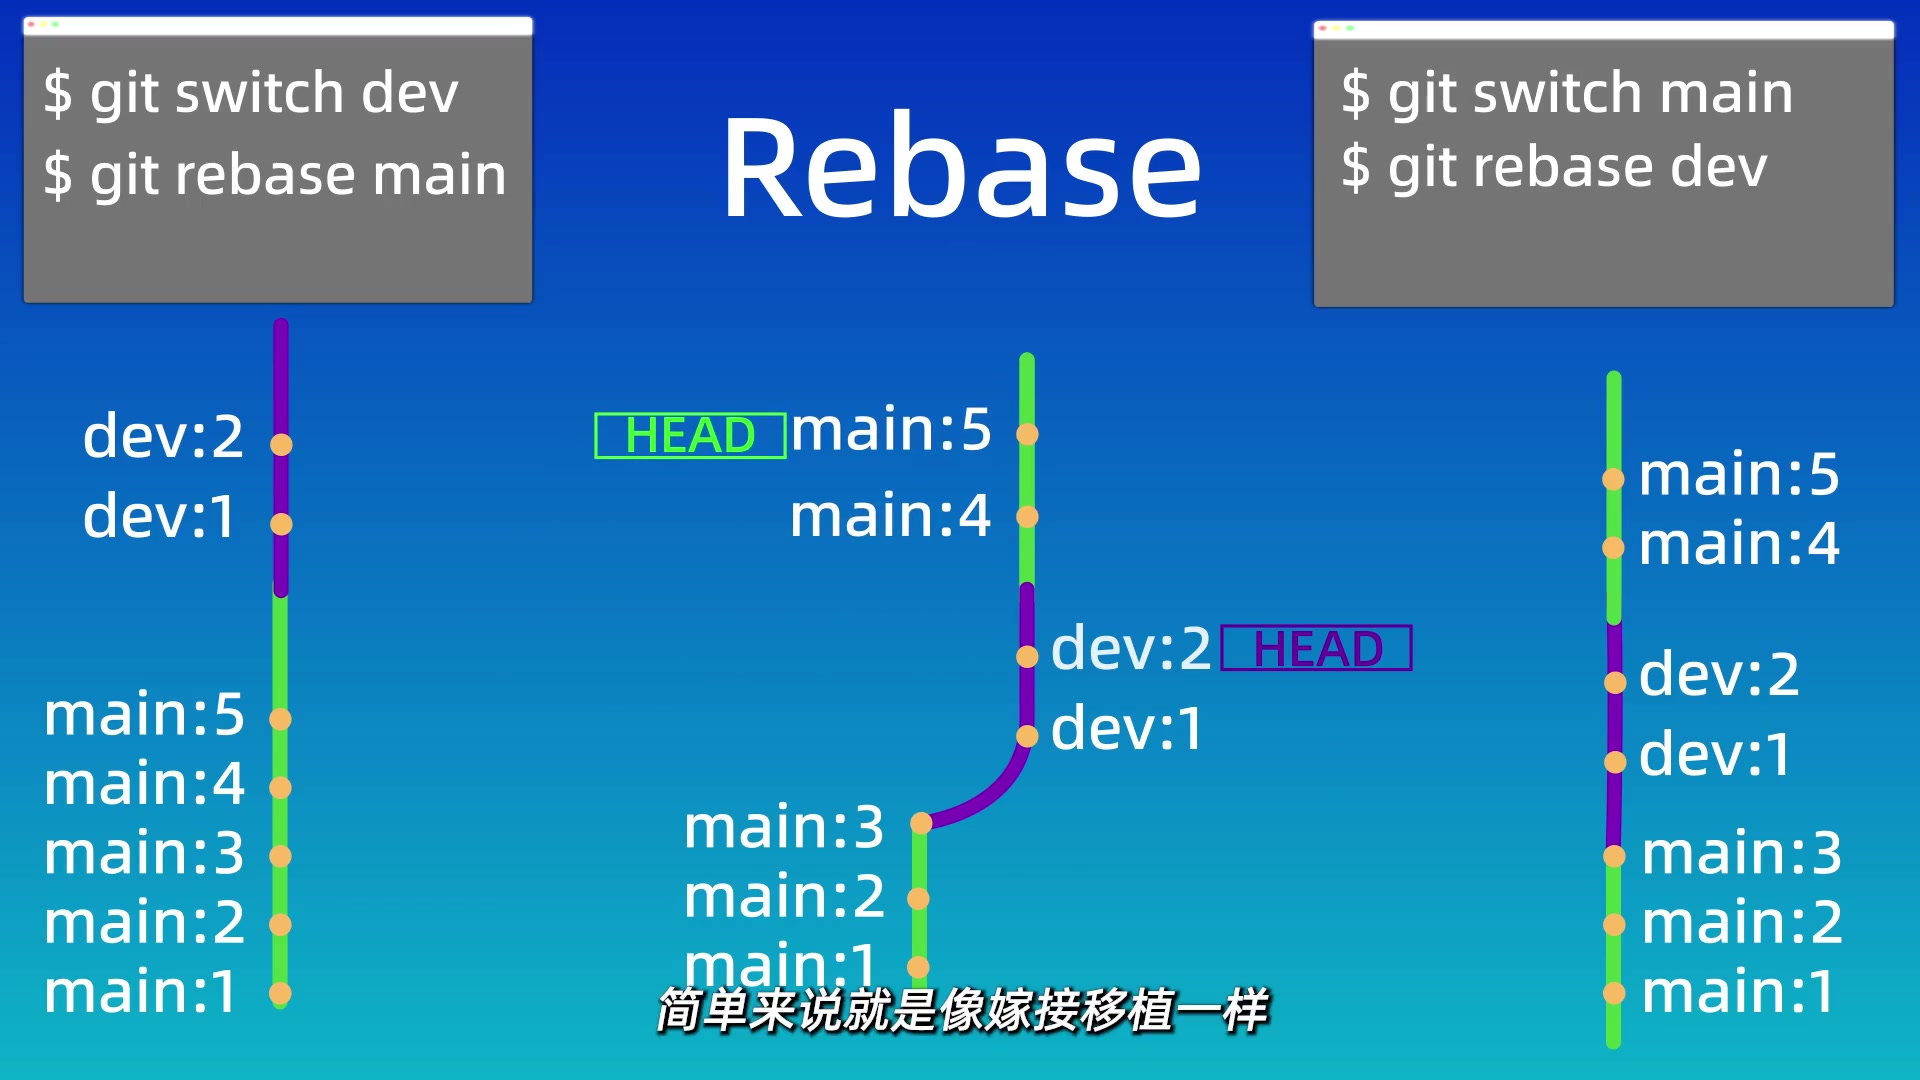 $ git switch dev
$ git rebase main
Rebase
$ git switch main
$ git rebase dev
dev:2
dev:1
main:5
main:4
main:3
main:2
main:1
HEAD main:5
main:4
dev:2 HEAD
dev:1
main:3
main:2
main:1
main:5
main:4
dev:2
dev:1
main:3
main:2
main:1
简单来说就是像嫁接移植一样